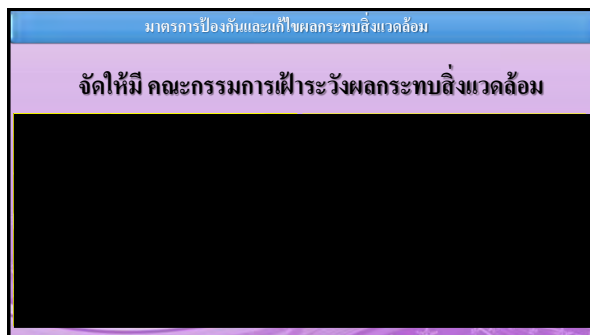 มาตรการป้องกันและแก้ไขผลกระทบสิ่งแวดล้อม
จัดให้มี คณะกรรมการเฝ้าระวังผลกระทบสิ่งแวดล้อม